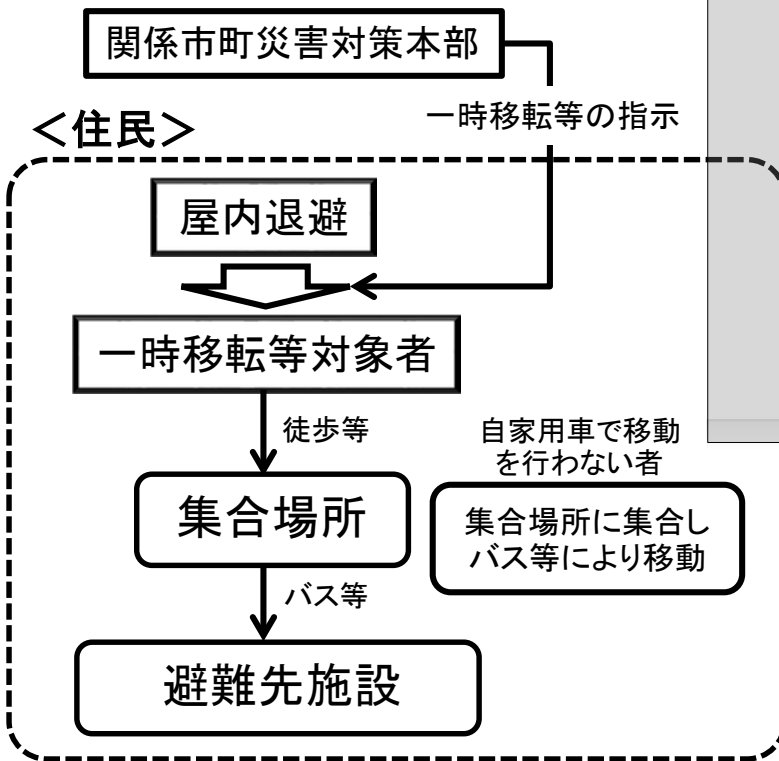 関係市町災害対策本部
一時移転等の指示
<住民>
屋内退避
一時移転等対象者
徒歩等
自家用車で移動
を行わない者
集合場所
集合場所に集合し
バス等により移動
バス等
避難先施設